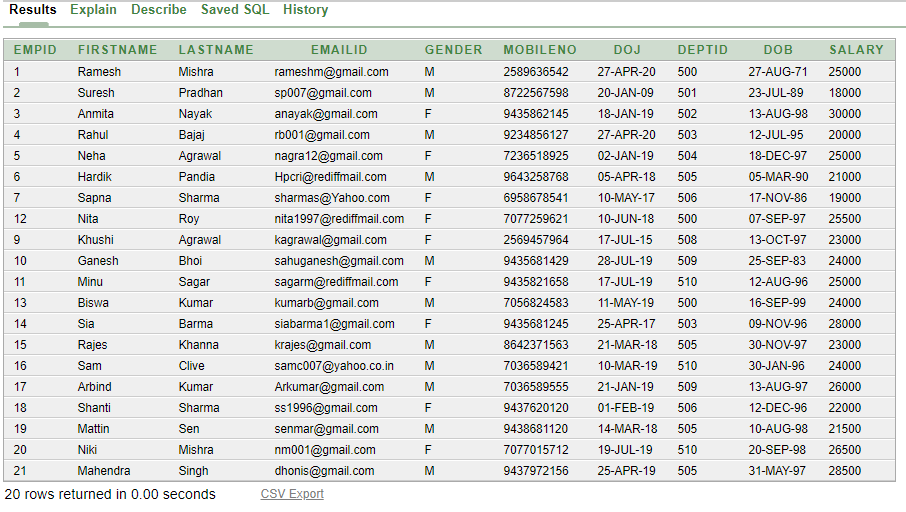 Results Explain Describe Saved SQL History
EMPID FIRSTNAME LASTNAME EMAILID GENDER MOBILENO DOJ DEPTID DOB SALARY
1 Ramesh Mishra rameshm@gmail.com M 2589636542 27-APR-20 500 27-AUG-71 25000
2 Suresh Pradhan sp007@gmail.com M 8722567598 20-JAN-09 501 23-JUL-89 18000
3 Anmita Nayak anayak@gmail.com F 9435862145 18-JAN-19 502 13-AUG-98 30000
4 Rahul Bajaj rb001@gmail.com M 9234856127 27-APR-20 503 12-JUL-95 20000
5 Neha Agrawal nagra12@gmail.com F 7236518925 02-JAN-19 504 18-DEC-97 25000
6 Hardik Pandia Hpcri@rediffmail.com M 9643258768 05-APR-18 505 05-MAR-90 21000
7 Sapna Sharma sharmas@Yahoo.com F 6958678541 10-MAY-17 506 17-NOV-86 19000
12 Nita Roy nita1997@rediffmail.com F 7077259621 10-JUN-18 500 07-SEP-97 25500
9 Khushi Agrawal kagrawal@gmail.com F 2569457964 17-JUL-15 508 13-OCT-97 23000
10 Ganesh Bhoi sahuganesh@gmail.com M 9435681429 28-JUL-19 509 25-SEP-83 24000
11 Minu Sagar sagarm@rediffmail.com F 9435821658 17-JUL-19 510 12-AUG-96 25000
13 Biswa Kumar kumarb@gmail.com M 7056824583 11-MAY-19 500 16-SEP-99 24000
14 Sia Barma siabarma1@gmail.com F 9435681245 25-APR-17 503 09-NOV-96 28000
15 Rajes Khanna krajes@gmail.com M 8642371563 21-MAR-18 505 30-NOV-97 23000
16 Sam Clive samc007@yahoo.co.in M 7036589421 10-MAR-19 510 30-JAN-96 24000
17 Arbind Kumar Arkumar@gmail.com M 7036589555 21-JAN-19 509 13-AUG-97 26000
18 Shanti Sharma ss1996@gmail.com F 9437620120 01-FEB-19 506 12-DEC-96 22000
19 Mattin Sen senmar@gmail.com M 9438681120 14-MAR-18 505 10-AUG-98 21500
20 Niki Mishra nm001@gmail.com F 7077015712 19-JUL-19 510 20-SEP-98 26500
21 Mahendra Singh dhonis@gmail.com M 9437972156 25-APR-19 505 31-MAY-97 28500
20 rows returned in 0.00 seconds CSV Export